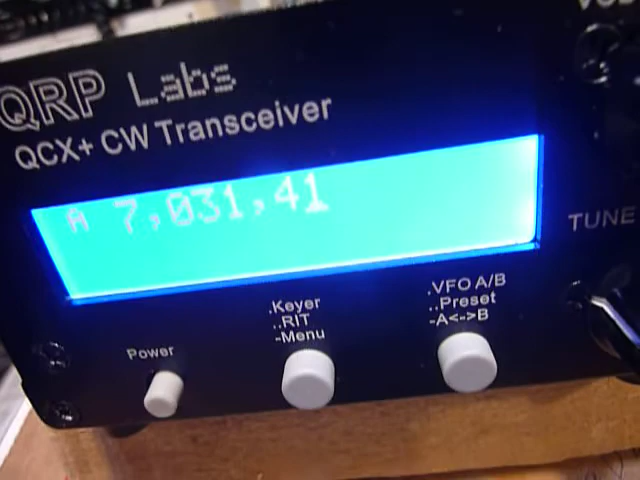 QRP Labs
QCX+ CW Transceiver
A 7,031,41
TUNE
.Keyer
..RIT
-Menu
.VFO A/B
..Preset
-A<->B
Power